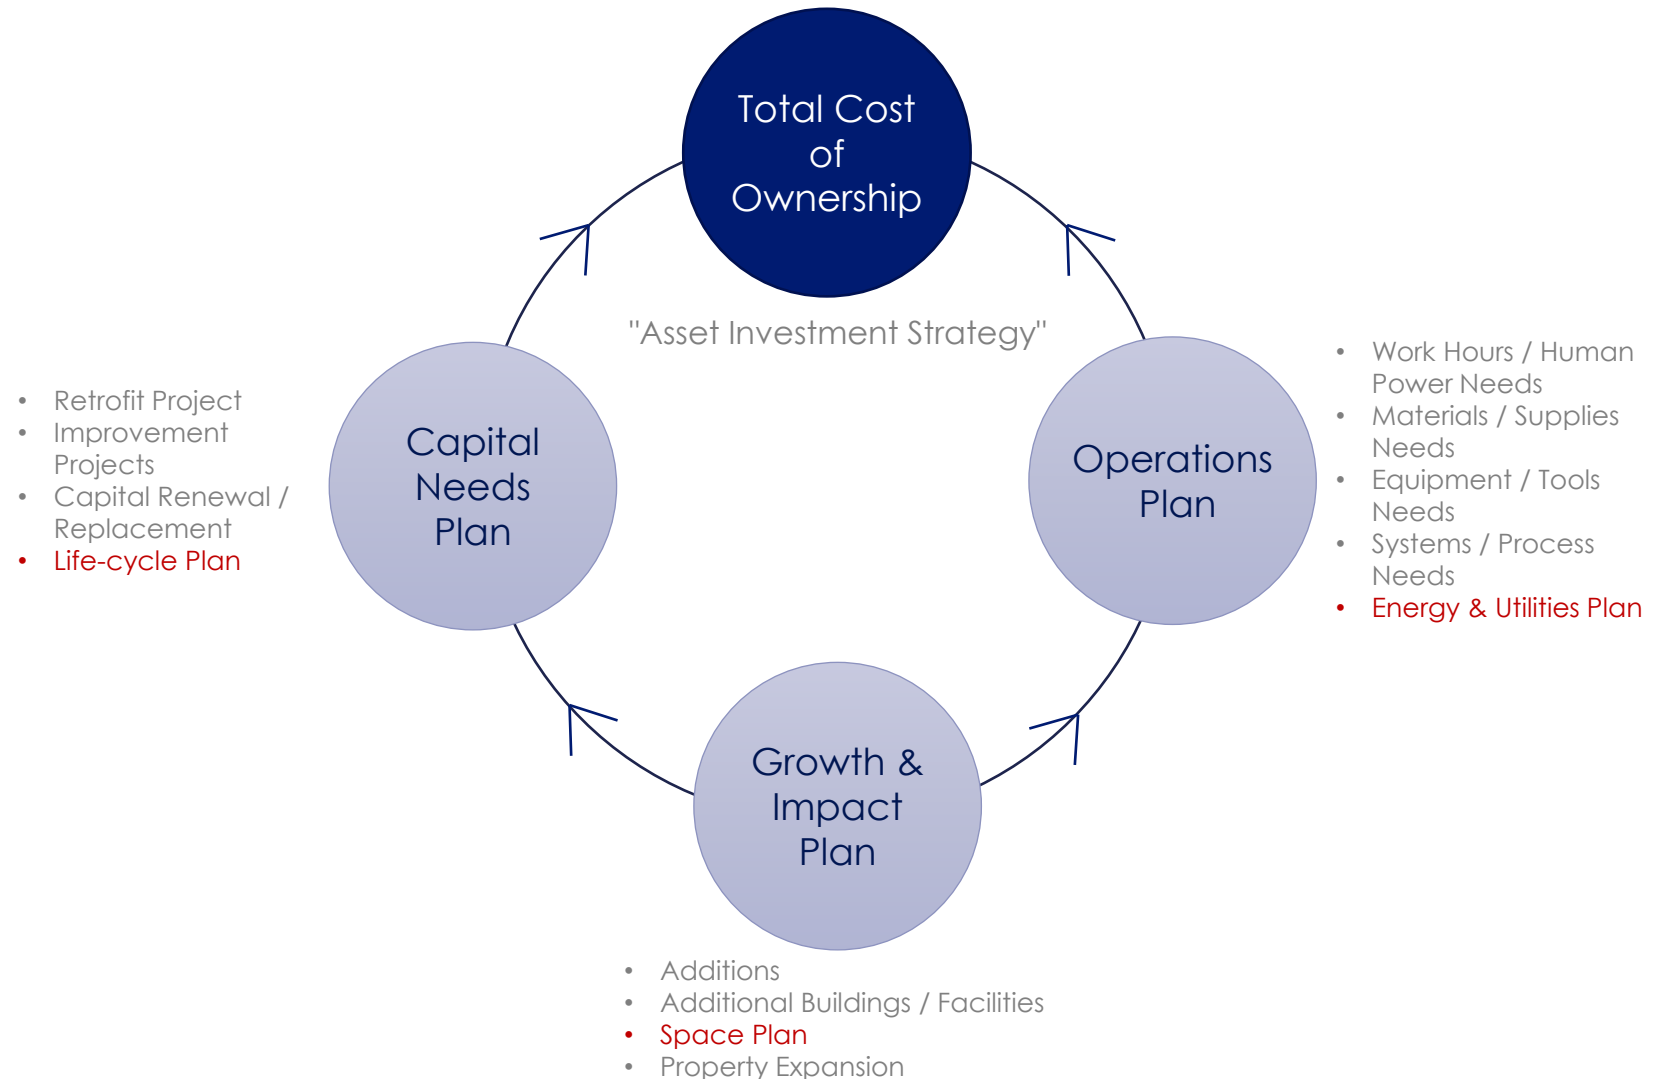 Total Cost
of
Ownership
"Asset Investment Strategy"
• Retrofit Project
• Improvement
Projects
• Capital Renewal /
Replacement
• Life-cycle Plan
Capital
Needs
Plan
Operations
Plan
• Work Hours / Human
Power Needs
• Materials / Supplies
Needs
• Equipment / Tools
Needs
• Systems / Process
Needs
• Energy & Utilities Plan
Growth &
Impact
Plan
• Additions
• Additional Buildings / Facilities
• Space Plan
• Property Expansion